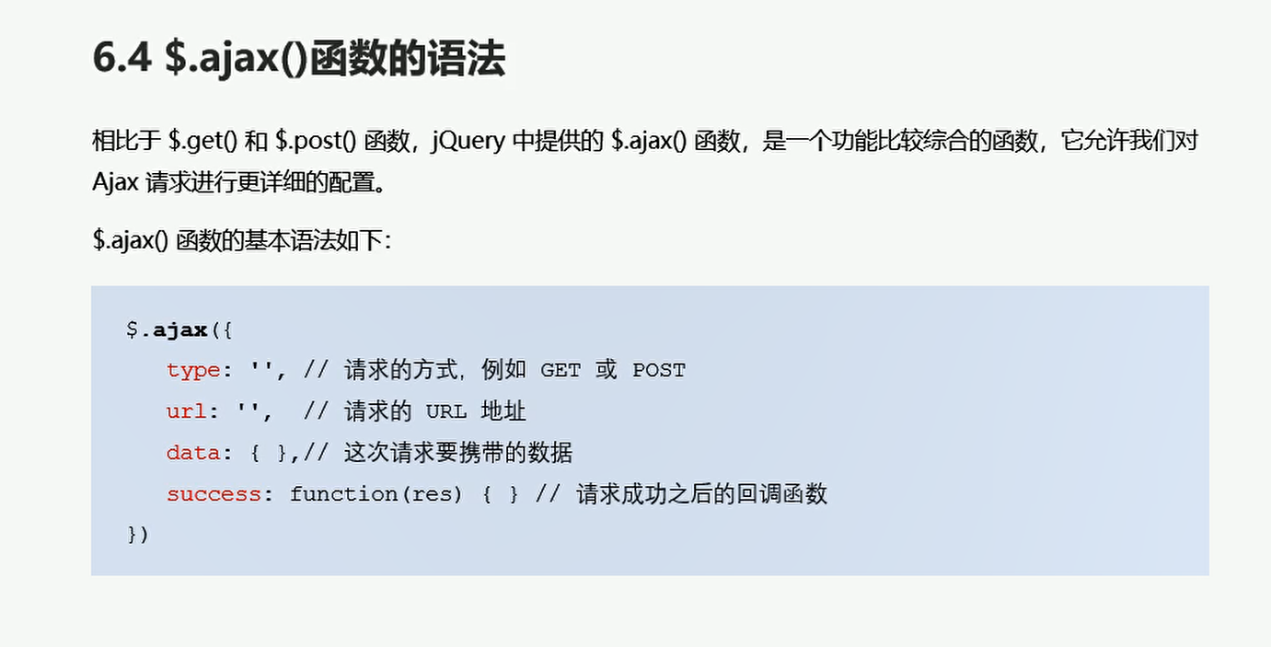 6.4 $.ajax()函数的语法
相比于 $.get() 和 $.post() 函数，jQuery 中提供的 $.ajax() 函数，是一个功能比较综合的函数，它允许我们对
Ajax 请求进行更详细的配置。
$.ajax() 函数的基本语法如下：
$.ajax({
type: '', // 请求的方式，例如 GET 或 POST
url: '',  // 请求的 URL 地址
data: { },// 这次请求要携带的数据
success: function(res) { } // 请求成功之后的回调函数
})